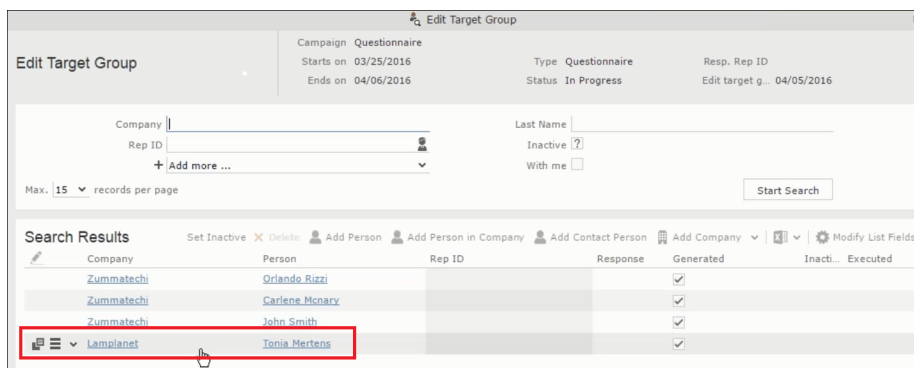 Edit Target Group
Campaign Questionnaire
Edit Target Group
Starts on 03/25/2016 Type Questionnaire Resp. Rep ID
Ends on 04/06/2016 Status In Progress Edit target g... 04/05/2016
Company Last Name
Rep ID Inactive ?
+ Add more ... With me
Max. 15 records per page Start Search
Search Results Set Inactive Delete Add Person Add Person in Company Add Contact Person Add Company Modify List Fields
Company Person Rep ID Response Generated Inacti... Executed
Zummatechi Orlando Rizzi
Zummatechi Carlene Mcnary
Zummatechi John Smith
Lamplanet Tonia Mertens